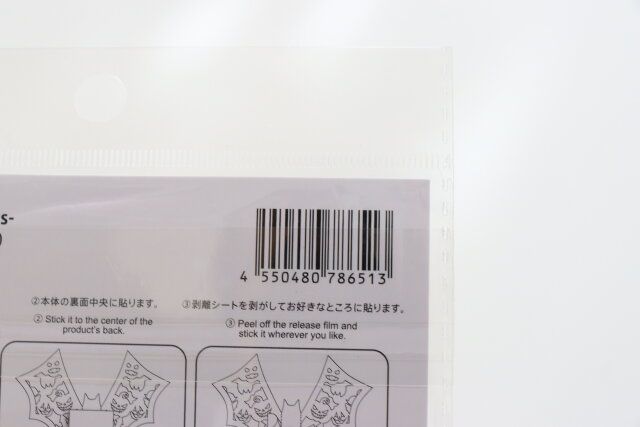 s-
)
4 550480 786513
②本体の裏面中央に貼ります。
② Stick it to the center of the
product's back.
③剥離シートを剥がしてお好きなところに貼ります。
③ Peel off the release film and
stick it wherever you like.